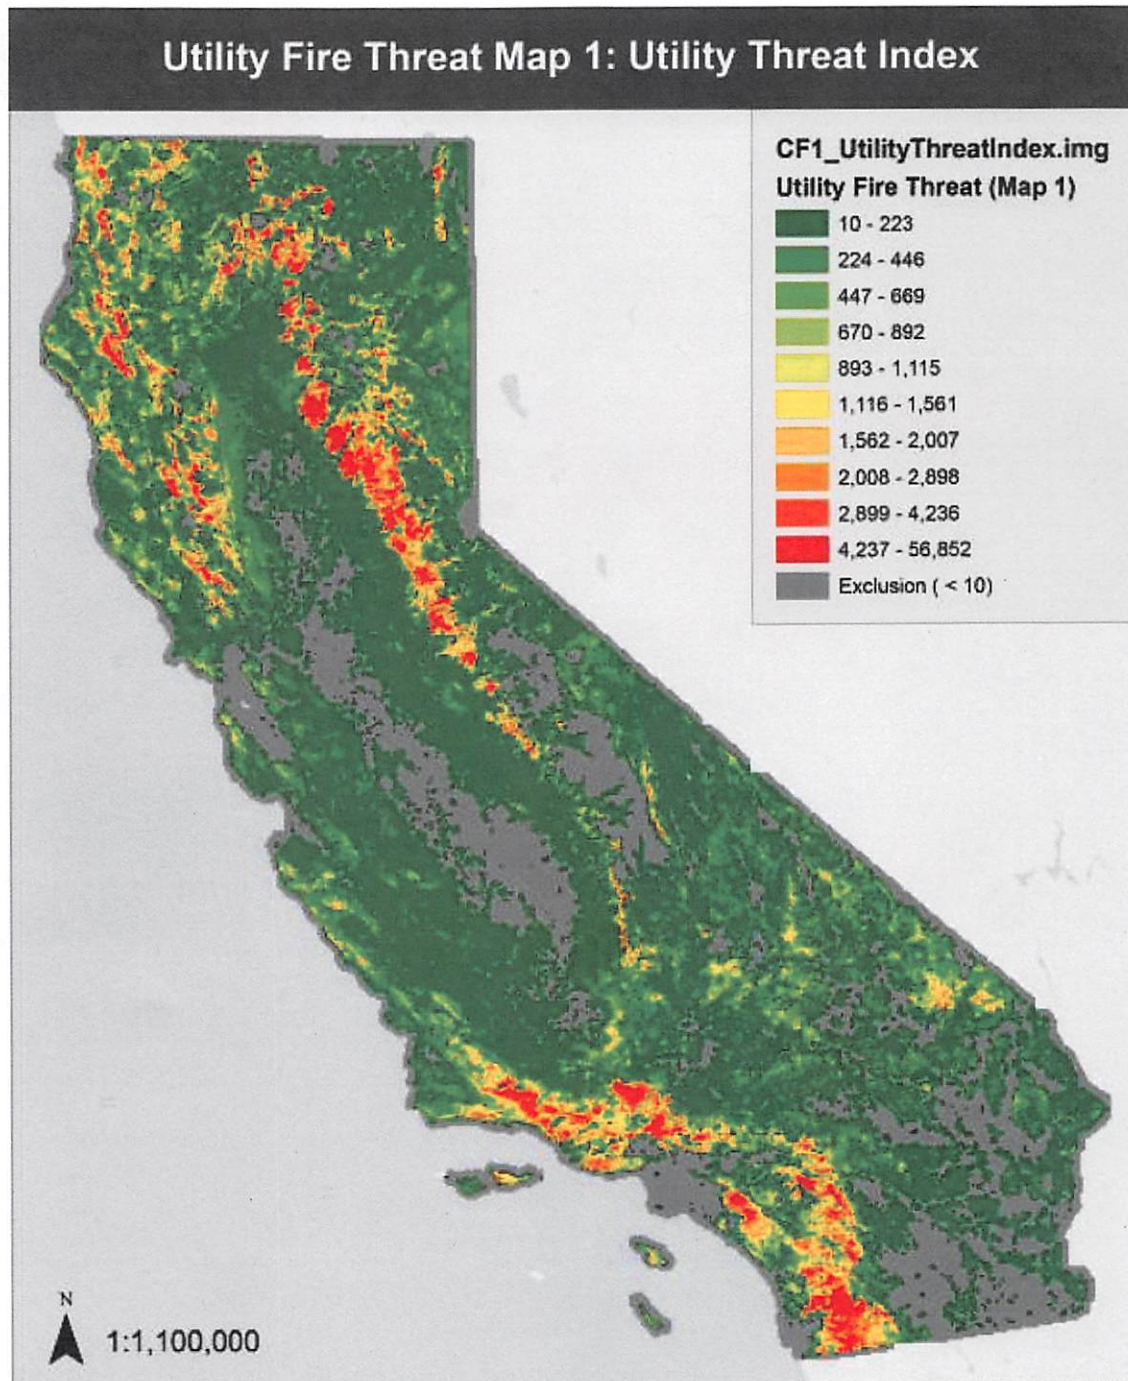 Utility Fire Threat Map 1: Utility Threat Index
CF1_UtilityThreatIndex.img
Utility Fire Threat (Map 1)
10 - 223
224 - 446
447 - 669
670 - 892
893 - 1,115
1,116 - 1,561
1,562 - 2,007
2,008 - 2,898
2,899 - 4,236
4,237 - 56,852
Exclusion ( < 10)
N
1:1,100,000